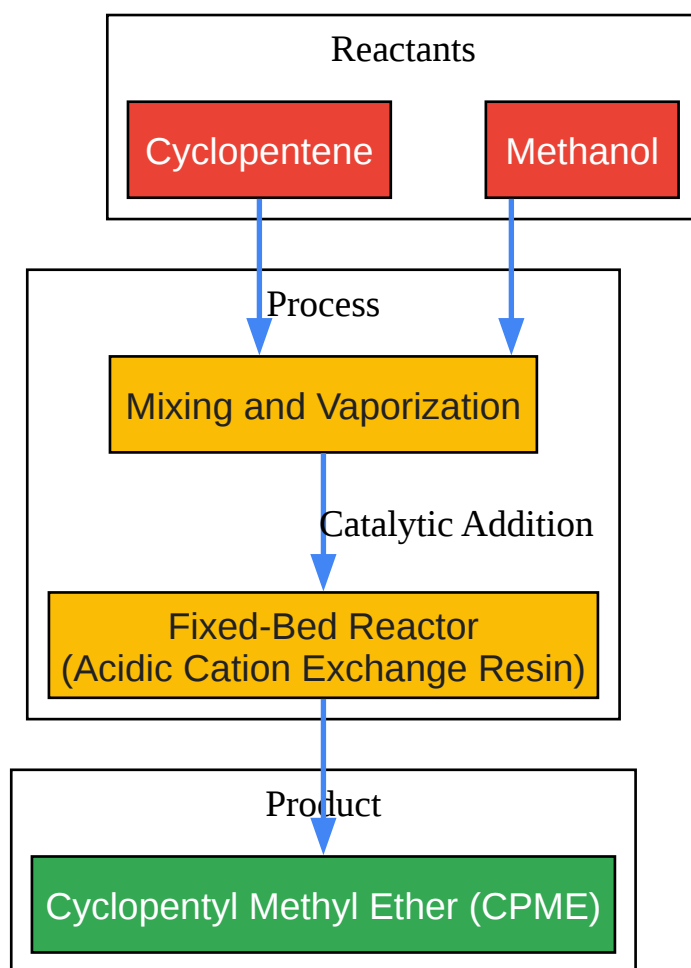 Reactants
Cyclopentene
Methanol
Process
Mixing and Vaporization
Catalytic Addition
Fixed-Bed Reactor
(Acidic Cation Exchange Resin)
Product
Cyclopentyl Methyl Ether (CPME)